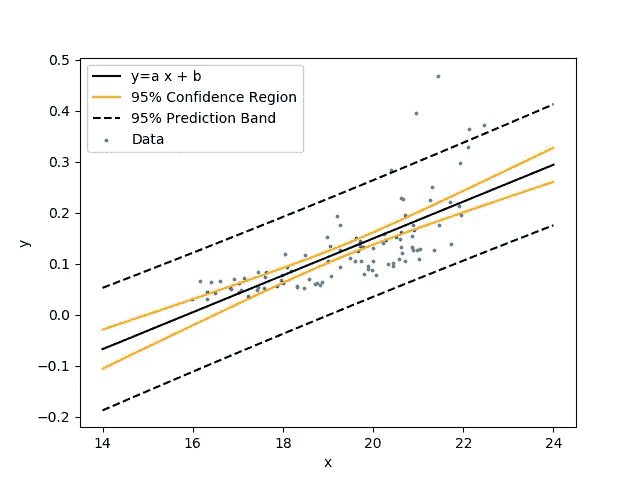 0.5
0.4
0.3
0.2
0.1
0.0
−0.1
−0.2
y
y=a x + b
95% Confidence Region
95% Prediction Band
Data
14 16 18 20 22 24
x